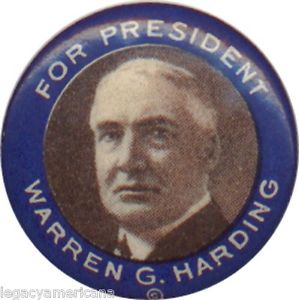 FOR PRESIDENT
WARREN G. HARDING
©
legacyamericana